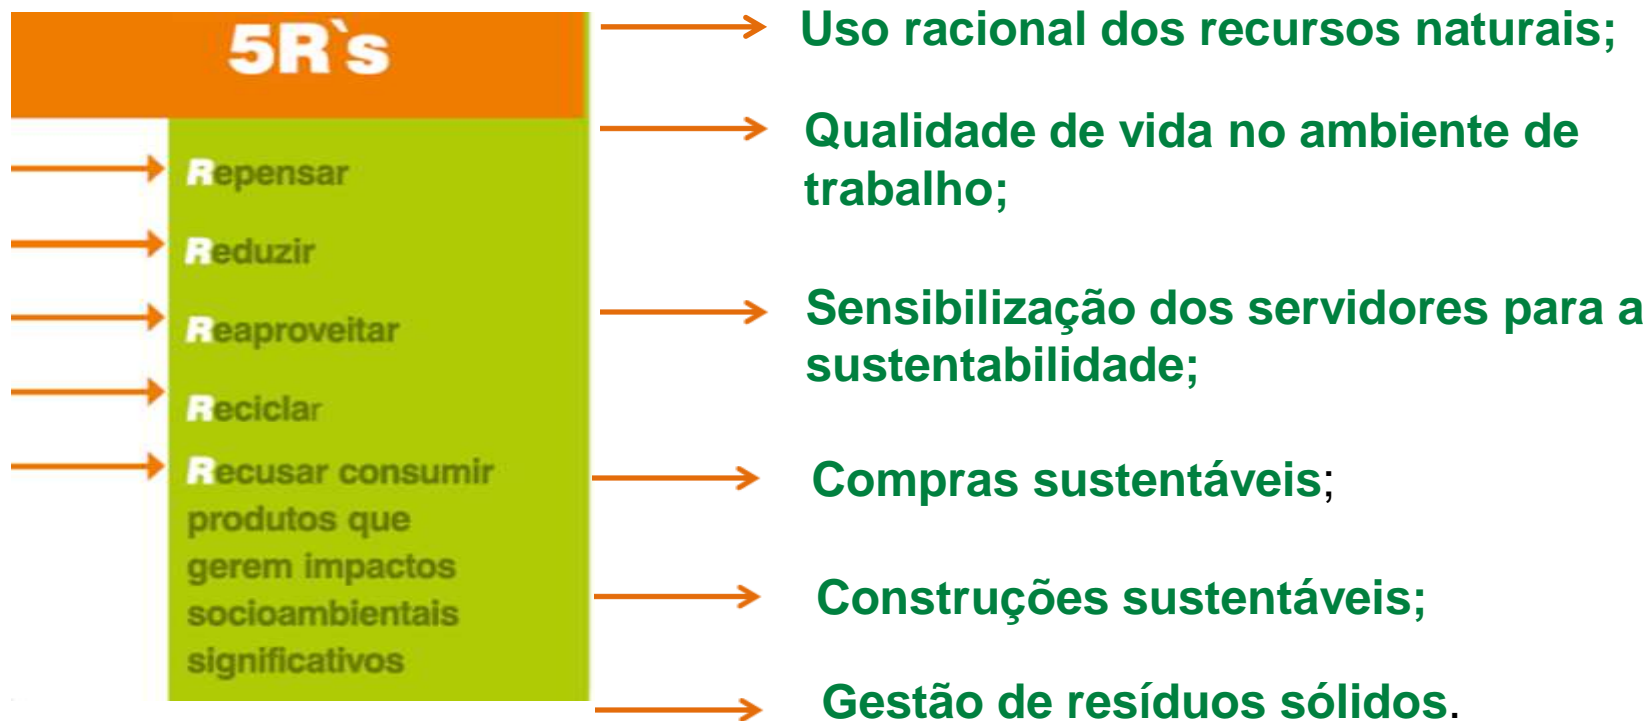 5R`s
Repensar
Reduzir
Reaproveitar
Reciclar
Recusar consumir
produtos que
gerem impactos
socioambientais
significativos
Uso racional dos recursos naturais;
Qualidade de vida no ambiente de
trabalho;
Sensibilização dos servidores para a
sustentabilidade;
Compras sustentáveis;
Construções sustentáveis;
Gestão de resíduos sólidos.